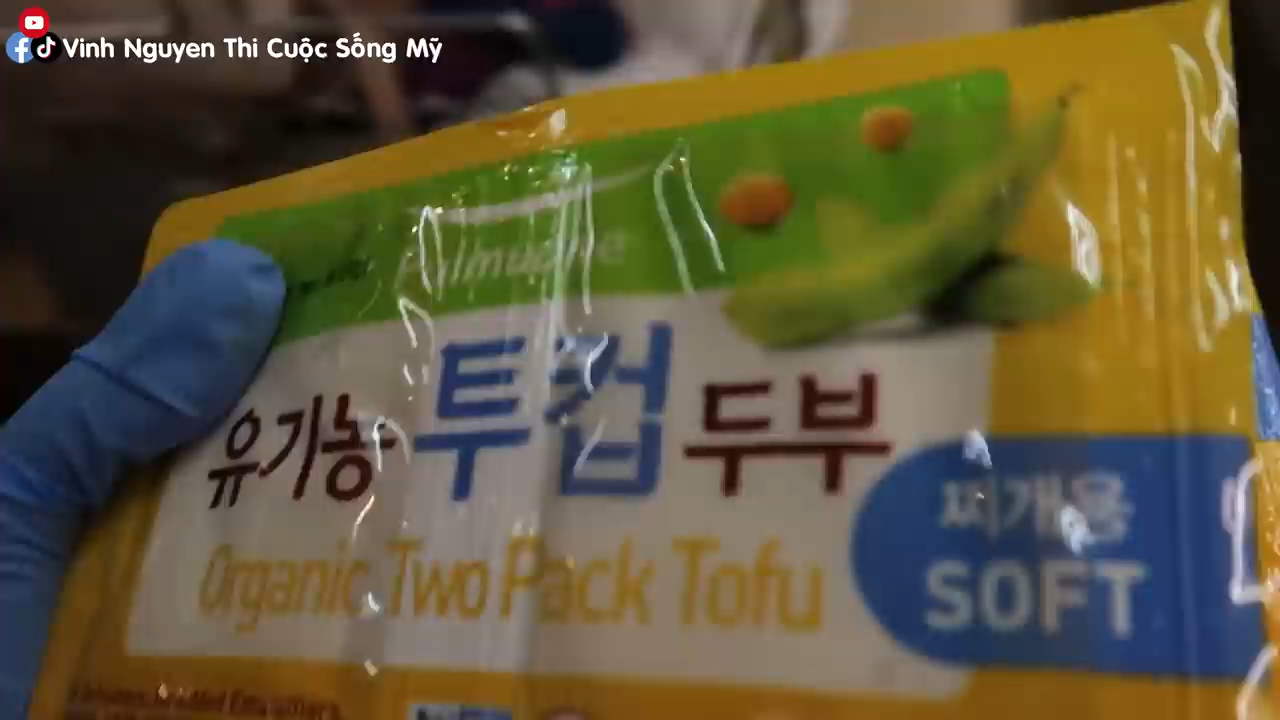 Vinh Nguyen Thi Cuộc Sống Mỹ
Pulmuone
유기농 투컵 두부
Organic Two Pack Tofu
찌개용
SOFT